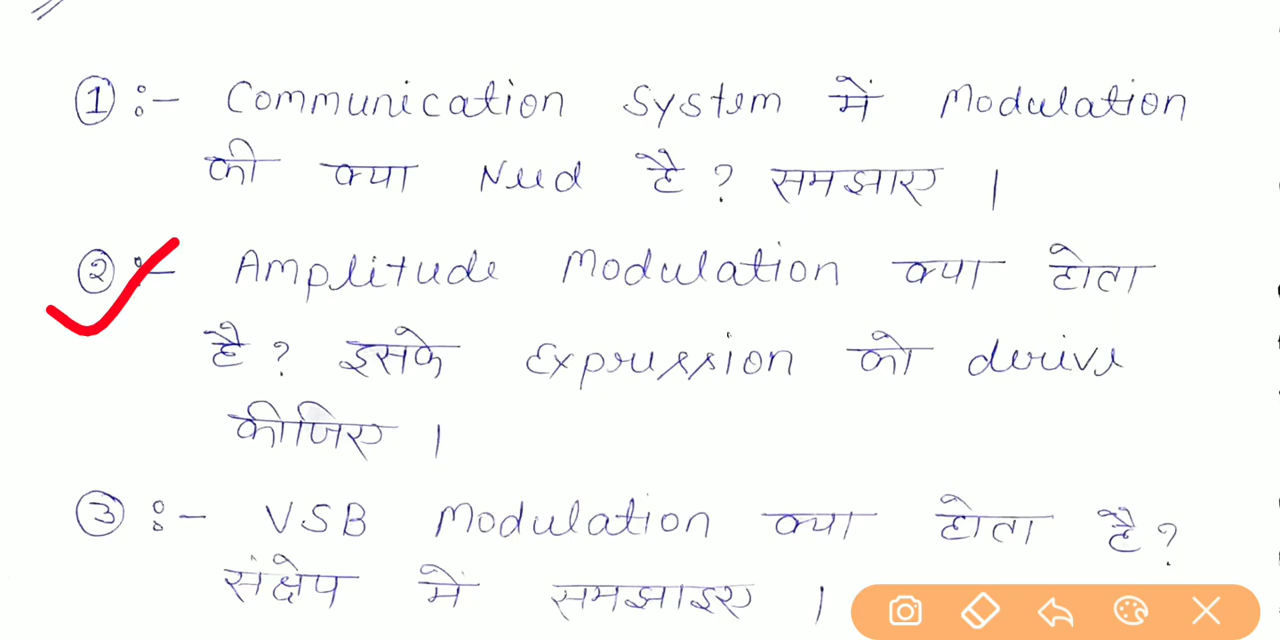 ① :- Communication System में Modulation
की क्या Need है ? समझाए ।
② :- Amplitude Modulation क्या होता
है ? इसके Expression को derive
कीजिए ।
③ :- VSB Modulation क्या होता है ?
संक्षेप में समझाइए ।